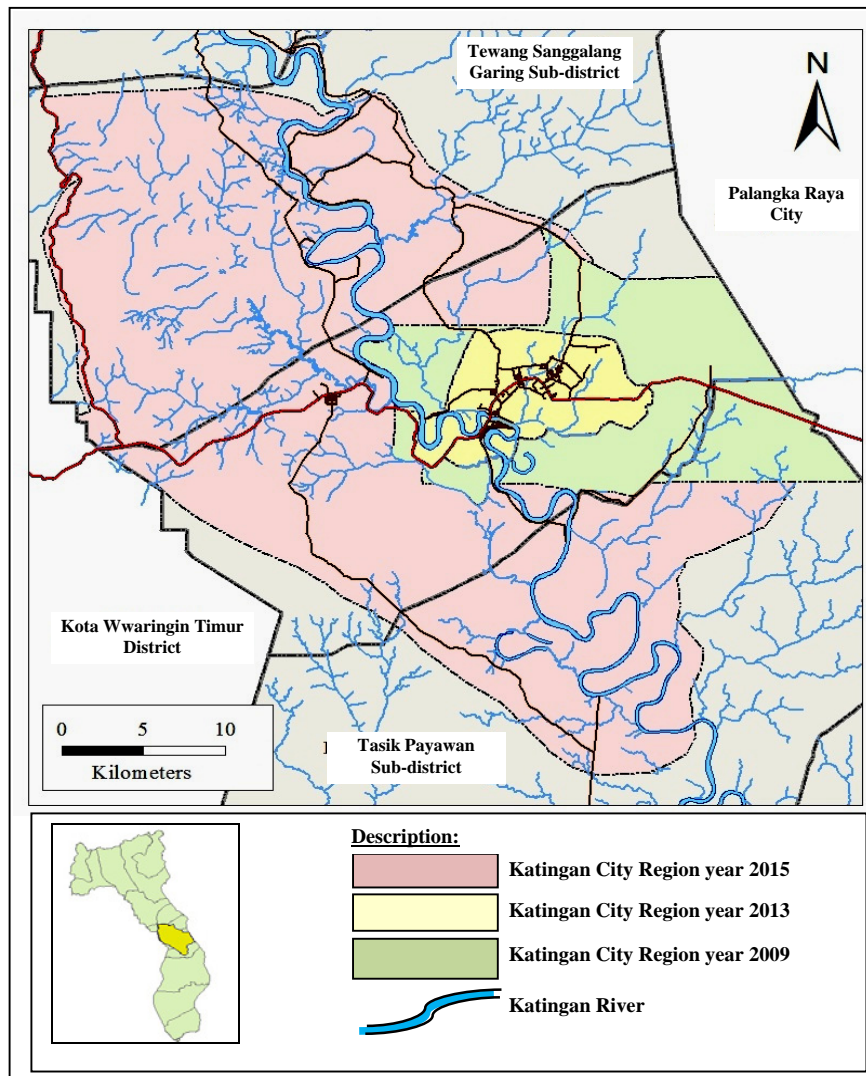 Tewang Sanggalang
Garing Sub-district
N
Palangka Raya
City
Kota Wwaringin Timur
District
0 5 10
Kilometers
Tasik Payawan
Sub-district
Description:
Katingan City Region year 2015
Katingan City Region year 2013
Katingan City Region year 2009
Katingan River